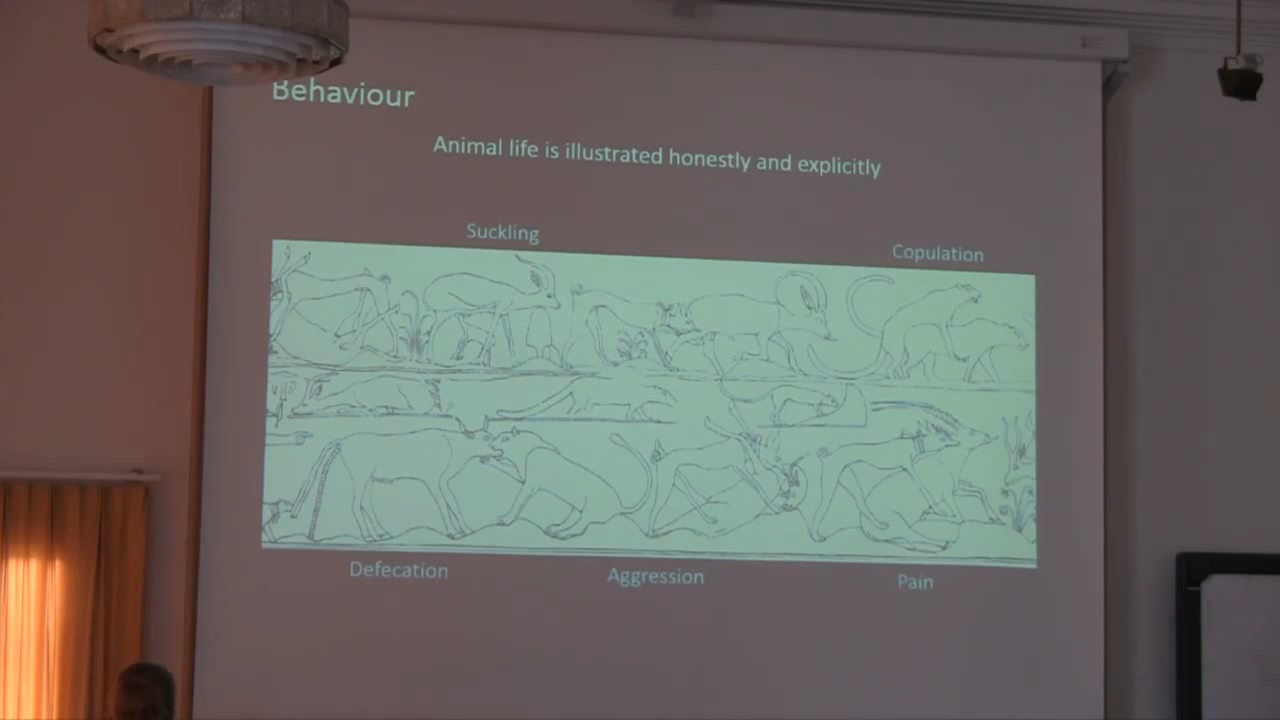 Behaviour
Animal life is illustrated honestly and explicitly
Suckling
Copulation
Defecation
Aggression
Pain